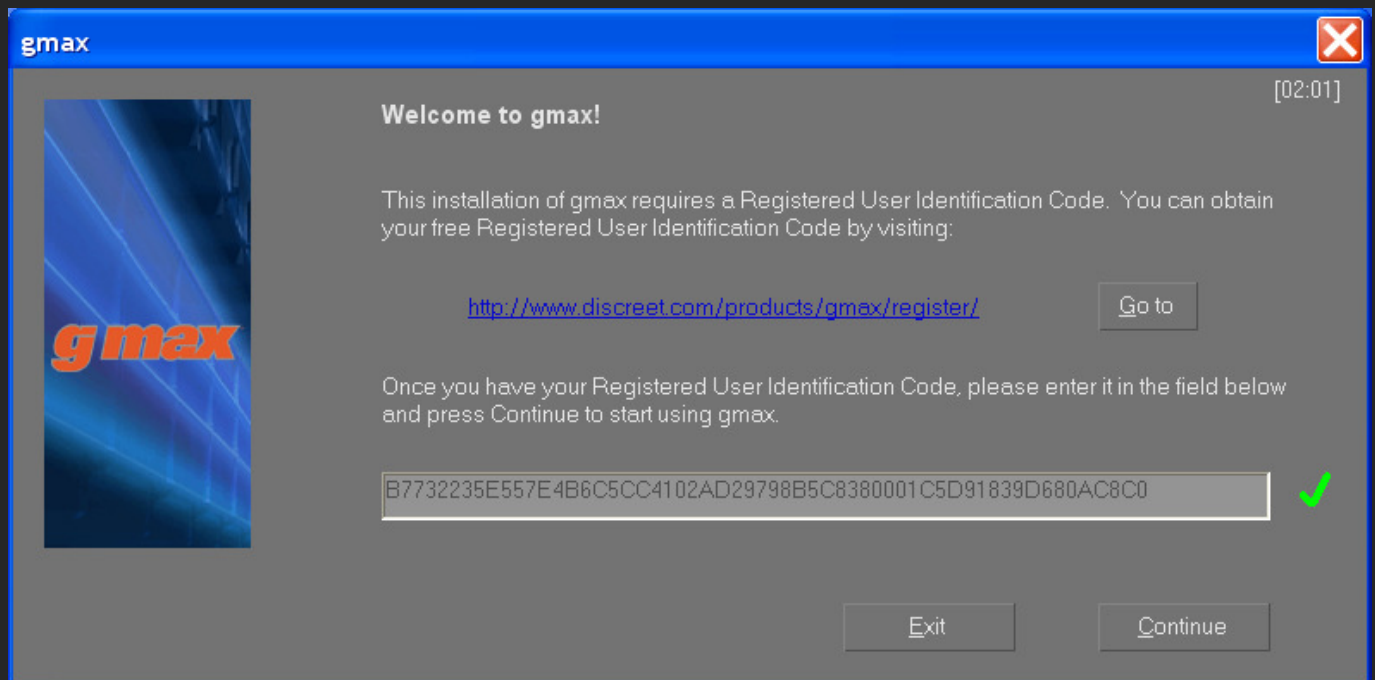 gmax
[02:01]
Welcome to gmax!
This installation of gmax requires a Registered User Identification Code. You can obtain
your free Registered User Identification Code by visiting:
http://www.discreet.com/products/gmax/register/
Go to
gmax
Once you have your Registered User Identification Code, please enter it in the field below
and press Continue to start using gmax.
B7732235E557E4B6C5CC4102AD29798B5C8380001C5D91839D680AC8C0
Exit
Continue